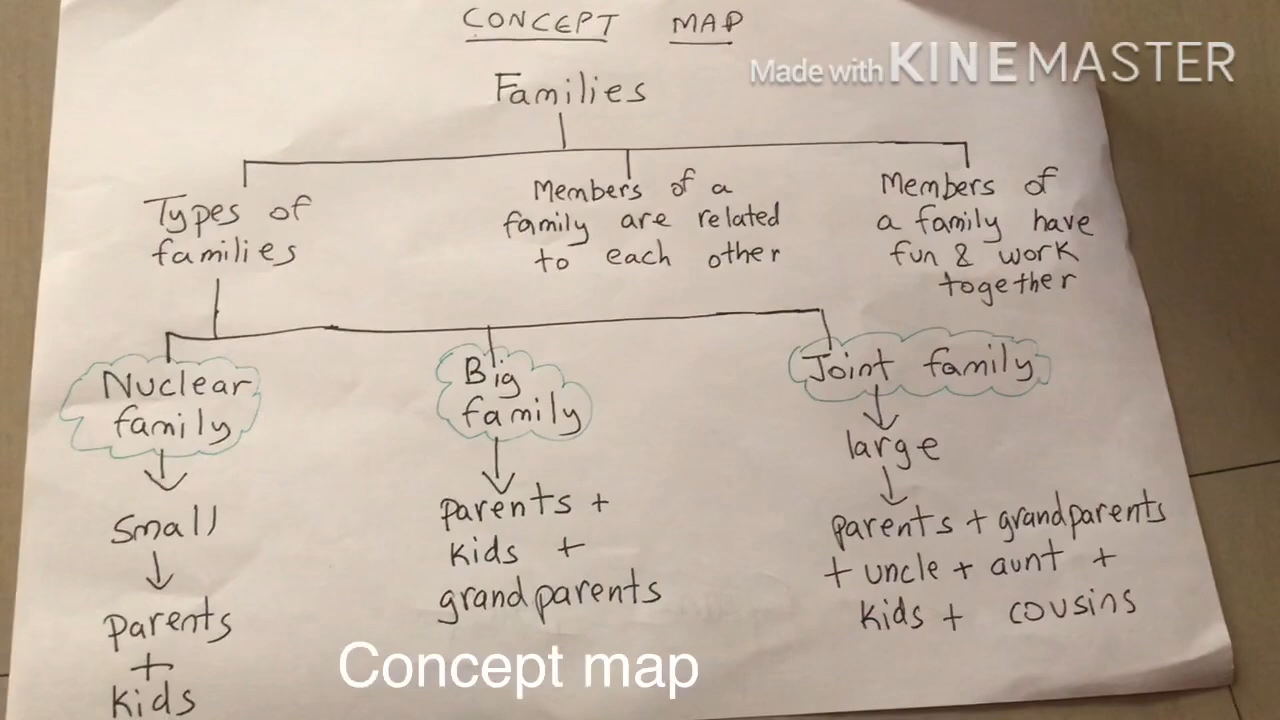 CONCEPT MAP
Made with KINEMASTER
Families
Types of
families
Members of a
family are related
to each other
Members of
a family have
fun & work
together
Nuclear
family
Small
Parents
+
kids
Big
family
parents +
kids +
grandparents
Joint family
large
parents + grandparents
+ uncle + aunt +
kids + cousins
Concept map